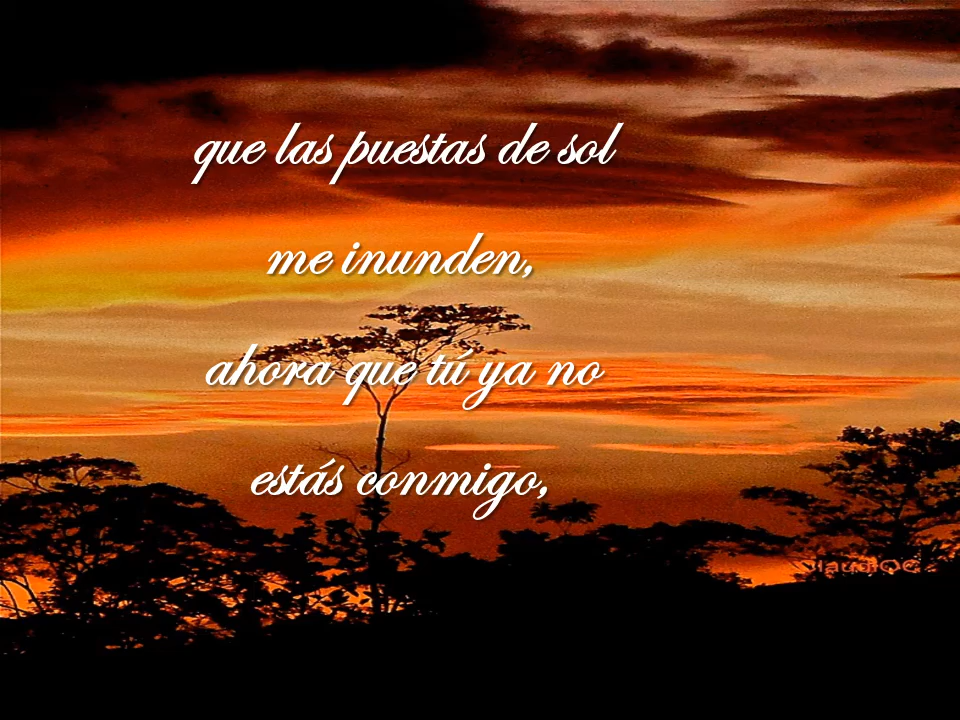 que las puestas de sol
me inunden,
ahora que tú ya no
estás conmigo,